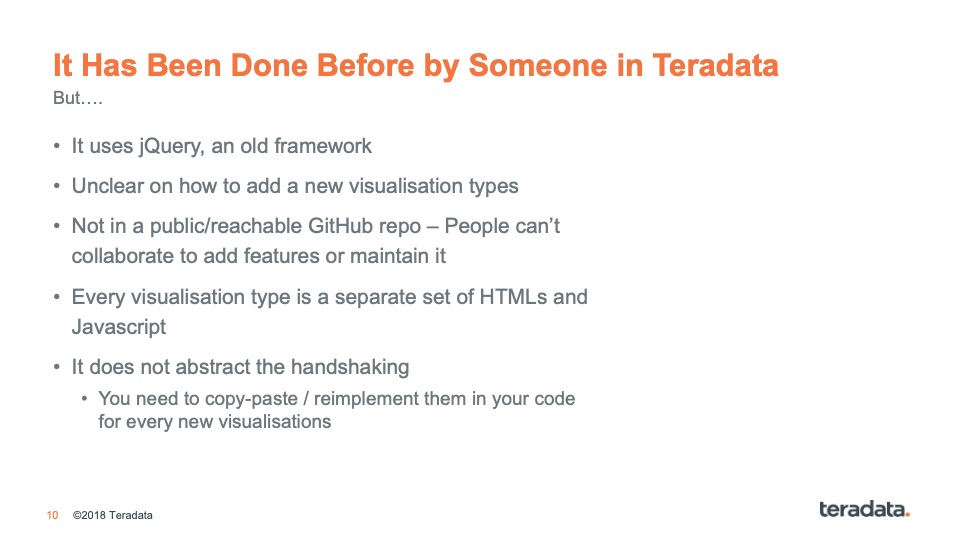 It Has Been Done Before by Someone in Teradata
But….
• It uses jQuery, an old framework
• Unclear on how to add a new visualisation types
• Not in a public/reachable GitHub repo – People can’t
collaborate to add features or maintain it
• Every visualisation type is a separate set of HTMLs and
Javascript
• It does not abstract the handshaking
• You need to copy-paste / reimplement them in your code
for every new visualisations
10 ©2018 Teradata
teradata.